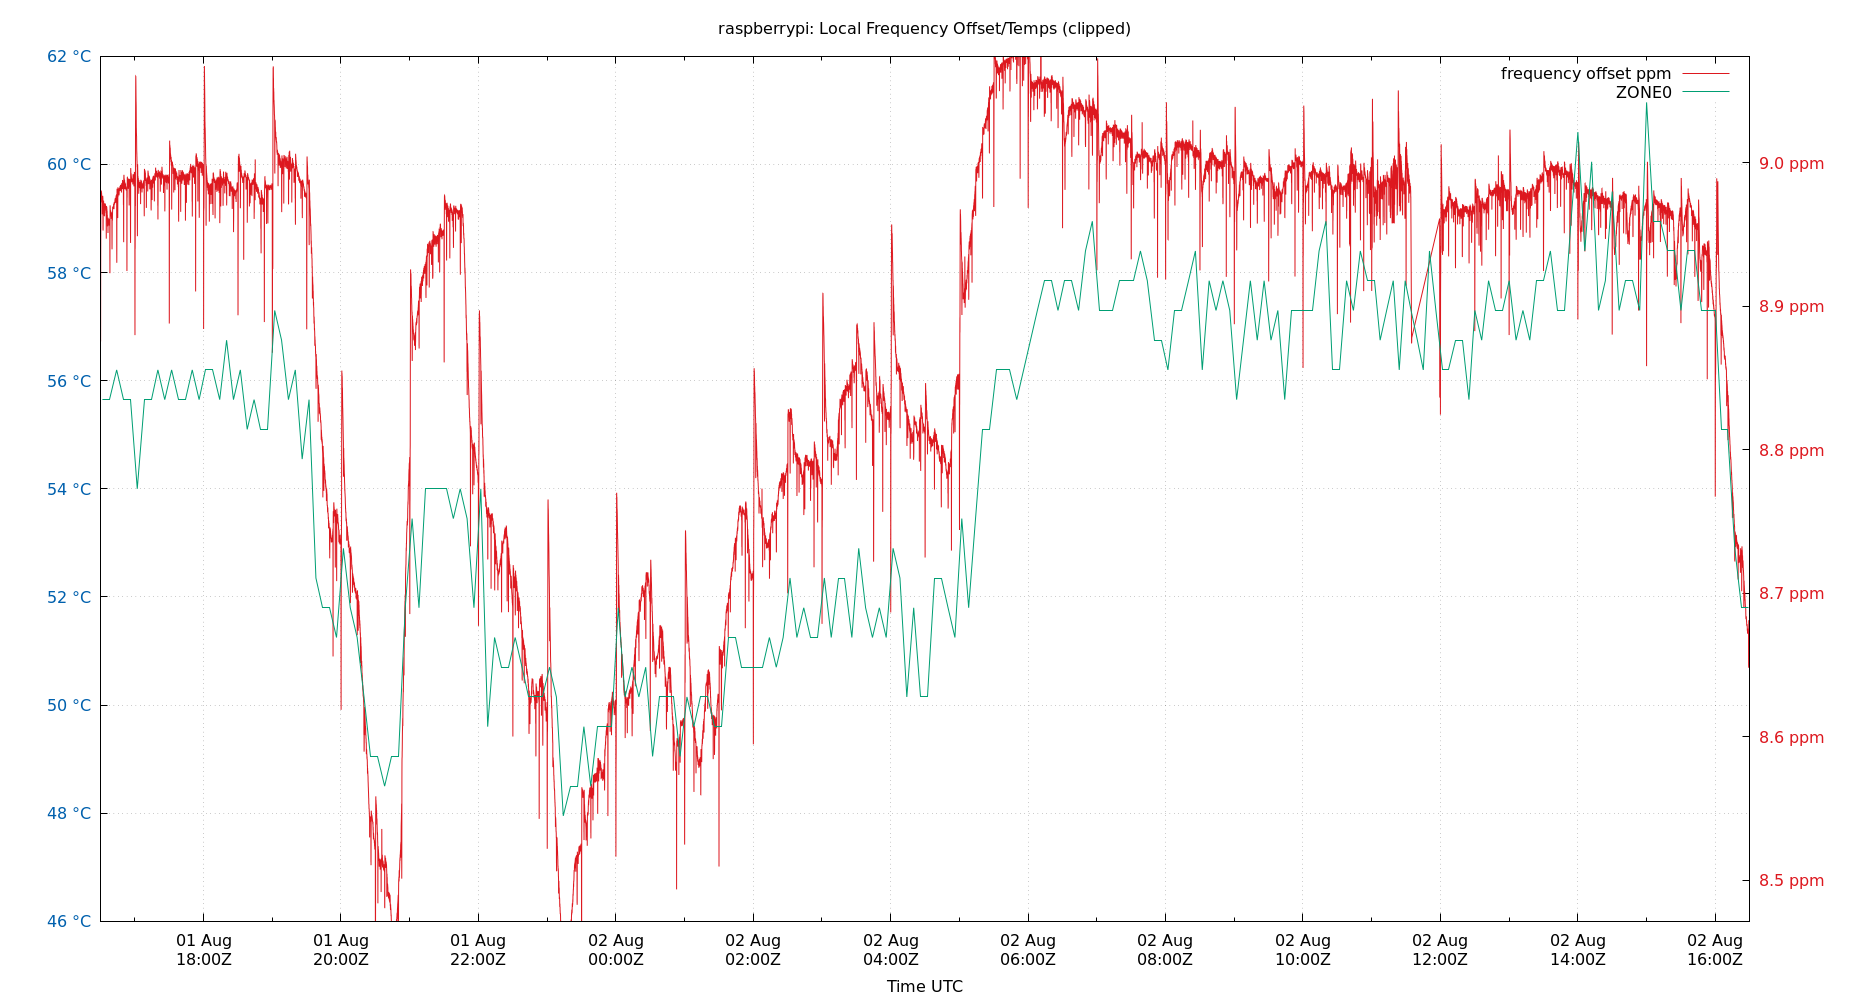 raspberrypi: Local Frequency Offset/Temps (clipped)
62 °C
60 °C
58 °C
56 °C
54 °C
52 °C
50 °C
48 °C
46 °C
frequency offset ppm
ZONE0
9.0 ppm
8.9 ppm
8.8 ppm
8.7 ppm
8.6 ppm
8.5 ppm
01 Aug
18:00Z
01 Aug
20:00Z
01 Aug
22:00Z
02 Aug
00:00Z
02 Aug
02:00Z
02 Aug
04:00Z
02 Aug
06:00Z
02 Aug
08:00Z
02 Aug
10:00Z
02 Aug
12:00Z
02 Aug
14:00Z
02 Aug
16:00Z
Time UTC